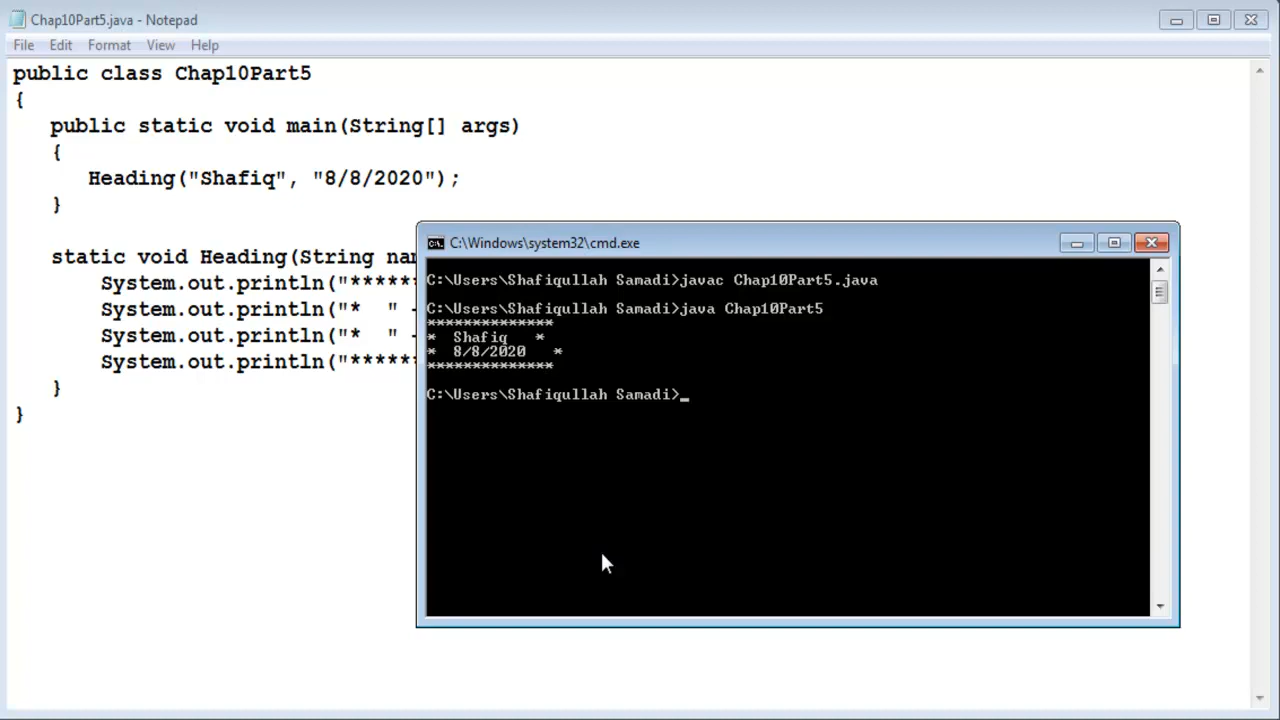 Chap10Part5.java - Notepad
File Edit Format View Help
public class Chap10Part5
{
public static void main(String[] args)
{
Heading("Shafiq", "8/8/2020");
}
static void Heading(String
System.out.println("******
System.out.println("*  "
System.out.println("*  "
System.out.println("******
}
}
C:\Windows\system32\cmd.exe
C:\Users\Shafiqullah Samadi>javac Chap10Part5.java
C:\Users\Shafiqullah Samadi>java Chap10Part5
**************
*  Shafiq   *
*  8/8/2020   *
**************
C:\Users\Shafiqullah Samadi>_